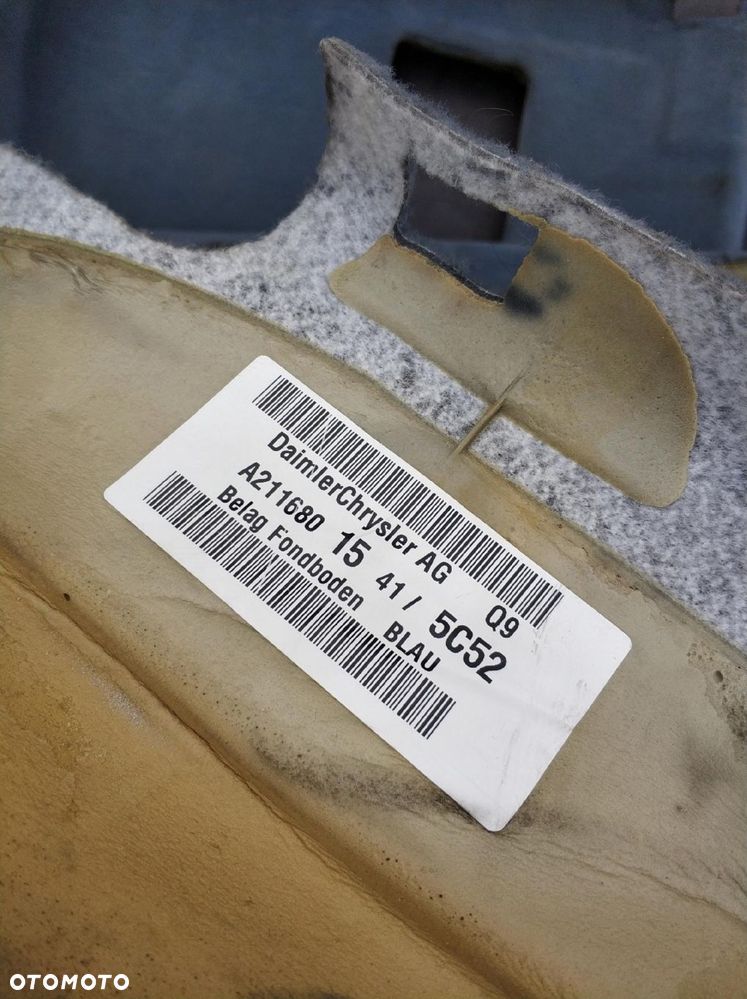 DaimlerChrysler AG Q9
A211680 15 41 / 5C52
Belag Fondboden BLAU
OTOMOTO